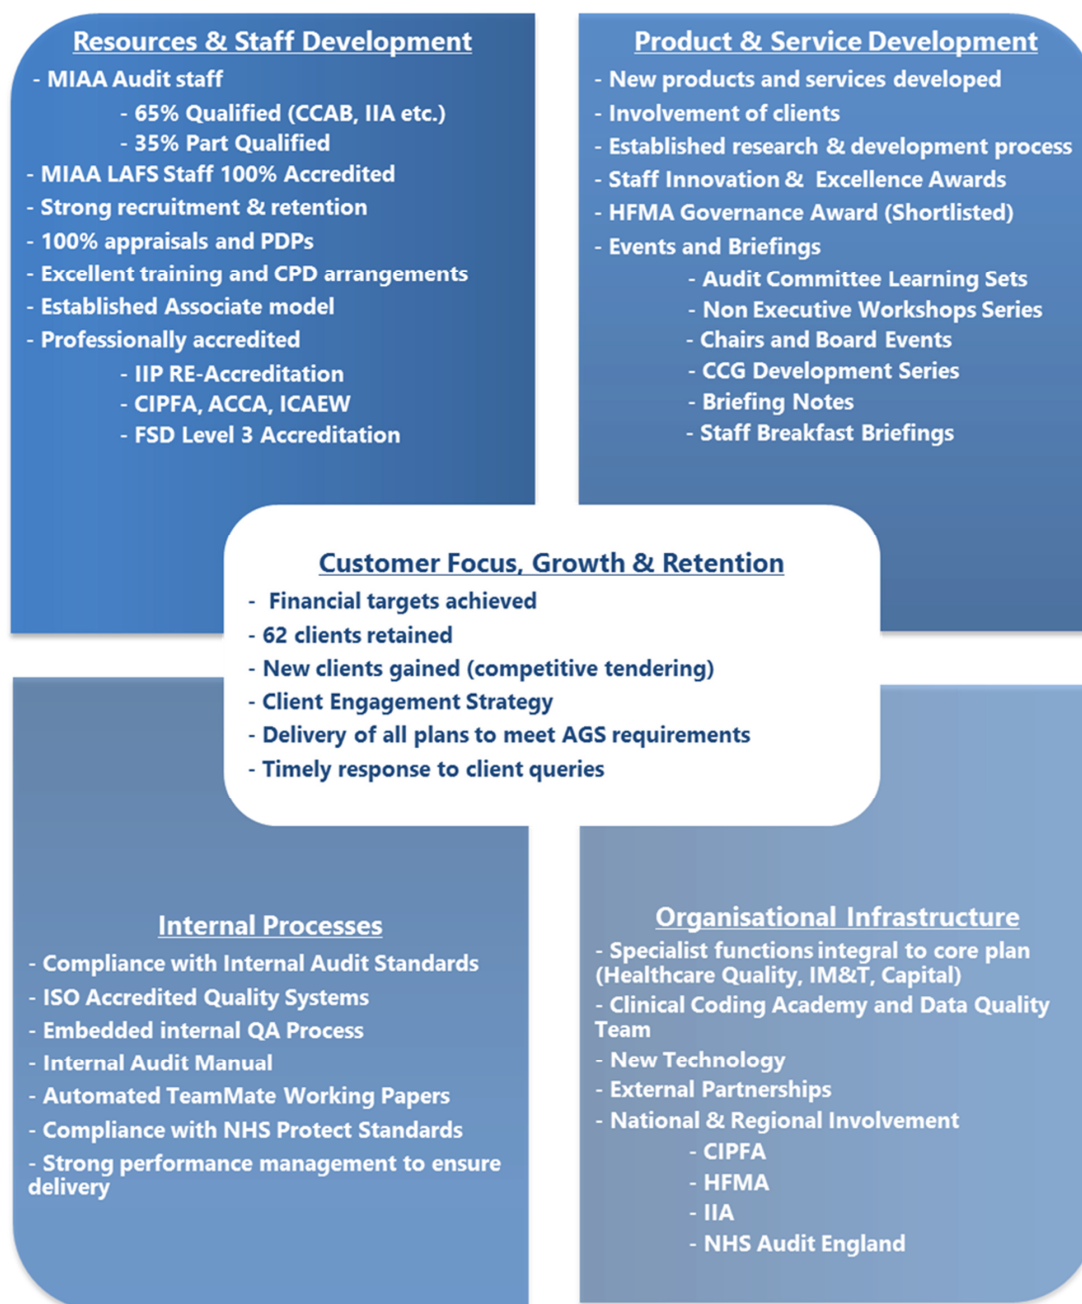 Resources & Staff Development
- MIAA Audit staff
- 65% Qualified (CCAB, IIA etc.)
- 35% Part Qualified
- MIAA LAFS Staff 100% Accredited
- Strong recruitment & retention
- 100% appraisals and PDPs
- Excellent training and CPD arrangements
- Established Associate model
- Professionally accredited
- IIP RE-Accreditation
- CIPFA, ACCA, ICAEW
- FSD Level 3 Accreditation
Product & Service Development
- New products and services developed
- Involvement of clients
- Established research & development process
- Staff Innovation & Excellence Awards
- HFMA Governance Award (Shortlisted)
- Events and Briefings
- Audit Committee Learning Sets
- Non Executive Workshops Series
- Chairs and Board Events
- CCG Development Series
- Briefing Notes
- Staff Breakfast Briefings
Customer Focus, Growth & Retention
- Financial targets achieved
- 62 clients retained
- New clients gained (competitive tendering)
- Client Engagement Strategy
- Delivery of all plans to meet AGS requirements
- Timely response to client queries
Internal Processes
- Compliance with Internal Audit Standards
- ISO Accredited Quality Systems
- Embedded internal QA Process
- Internal Audit Manual
- Automated TeamMate Working Papers
- Compliance with NHS Protect Standards
- Strong performance management to ensure
delivery
Organisational Infrastructure
- Specialist functions integral to core plan
(Healthcare Quality, IM&T, Capital)
- Clinical Coding Academy and Data Quality
Team
- New Technology
- External Partnerships
- National & Regional Involvement
- CIPFA
- HFMA
- IIA
- NHS Audit England